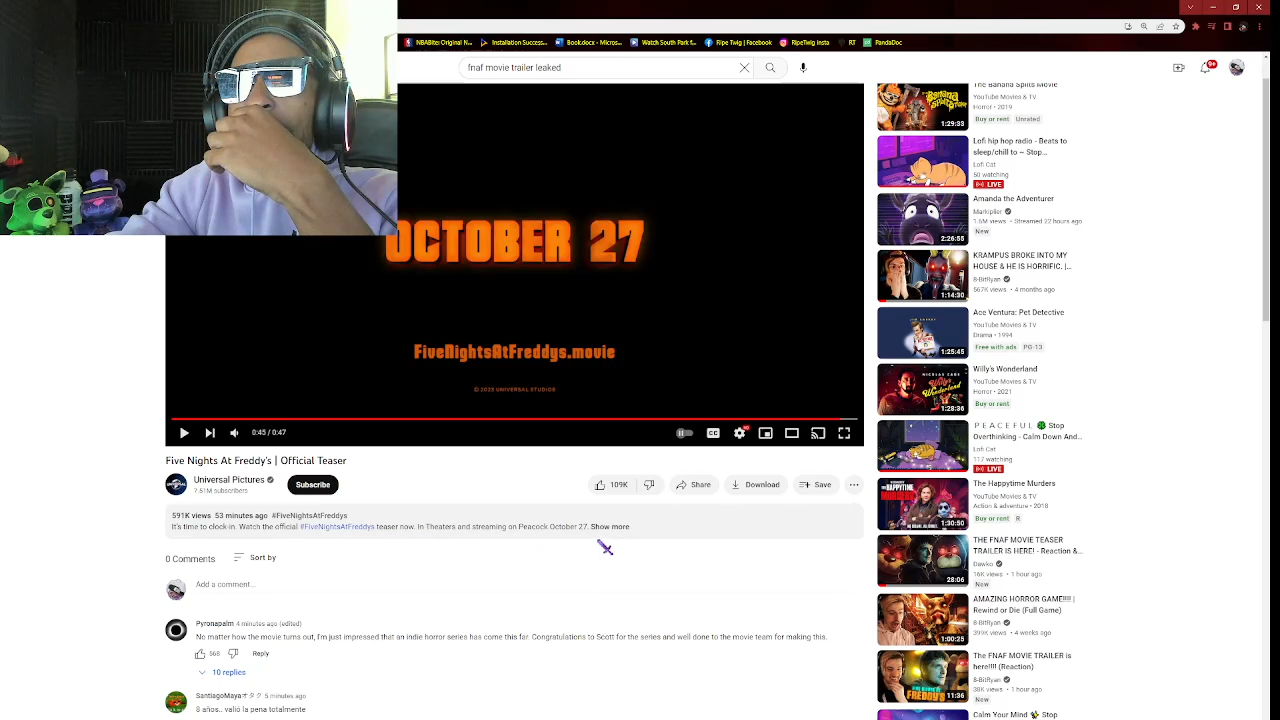 NBABite: Original N...
Installation Success...
Book.docx - Micros...
Watch South Park f...
Ripe Twig | Facebook
RipeTwig Insta
RT
PandaDoc
fnaf movie trailer leaked
9+
OCTOBER 27
FiveNightsAtFreddys.movie
© 2023 UNIVERSAL STUDIOS
0:45 / 0:47
CC
Five Nights At Freddy's | Official Teaser
Universal Pictures
7.61M subscribers
Subscribe
109K
Share
Download
Save
591K views 53 minutes ago #FiveNightsAtFreddys
It's time to clock-in. Watch the official #FiveNightsAtFreddys teaser now. In Theaters and streaming on Peacock October 27. Show more
0 Comments
Sort by
Add a comment...
Pyronapalm 4 minutes ago (edited)
No matter how the movie turns out, I'm just impressed that an indie horror series has come this far. Congratulations to Scott for the series and well done to the movie team for making this.
568
Reply
10 replies
5 minutes ago
8 años.. valió la pena totalmente
The Banana Splits Movie
YouTube Movies & TV
Horror • 2019
Buy or rent
Unrated
1:29:33
Lofi hip hop radio - Beats to
sleep/chill to ~ Stop...
Lofi Cat
50 watching
LIVE
Amanda the Adventurer
Markiplier
1.6M views • Streamed 22 hours ago
New
2:26:55
KRAMPUS BROKE INTO MY
HOUSE & HE IS HORRIFIC. |...
8-BitRyan
567K views • 4 months ago
1:14:30
Ace Ventura: Pet Detective
YouTube Movies & TV
Drama • 1994
Free with ads
PG-13
1:25:45
Willy's Wonderland
YouTube Movies & TV
Horror • 2021
Buy or rent
1:28:36
P E A C E F U L Stop
Overthinking - Calm Down And...
Lofi Cat
117 watching
LIVE
The Happytime Murders
YouTube Movies & TV
Action & adventure • 2018
Buy or rent
R
1:30:50
THE FNAF MOVIE TEASER
TRAILER IS HERE! - Reaction &...
Dawko
16K views • 1 hour ago
New
28:06
AMAZING HORROR GAME!!!! |
Rewind or Die (Full Game)
8-BitRyan
399K views • 4 weeks ago
1:00:25
The FNAF MOVIE TRAILER is
here!!!! (Reaction)
8-BitRyan
38K views • 1 hour ago
New
11:36
Calm Your Mind Stop